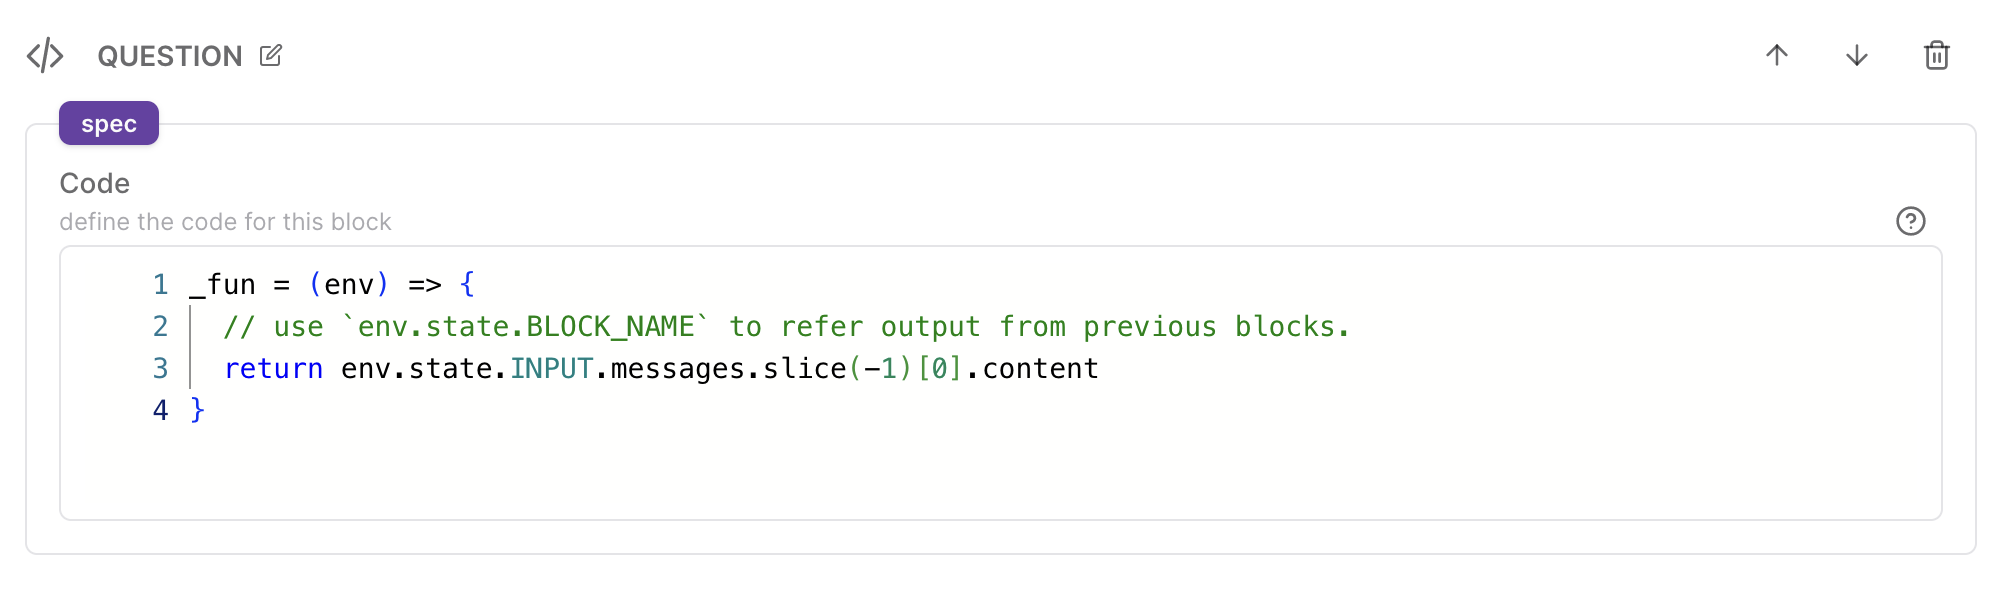 </> QUESTION
spec
Code
define the code for this block
1 _fun = (env) => {
2 // use `env.state.BLOCK_NAME` to refer output from previous blocks.
3 return env.state.INPUT.messages.slice(-1)[0].content
4 }